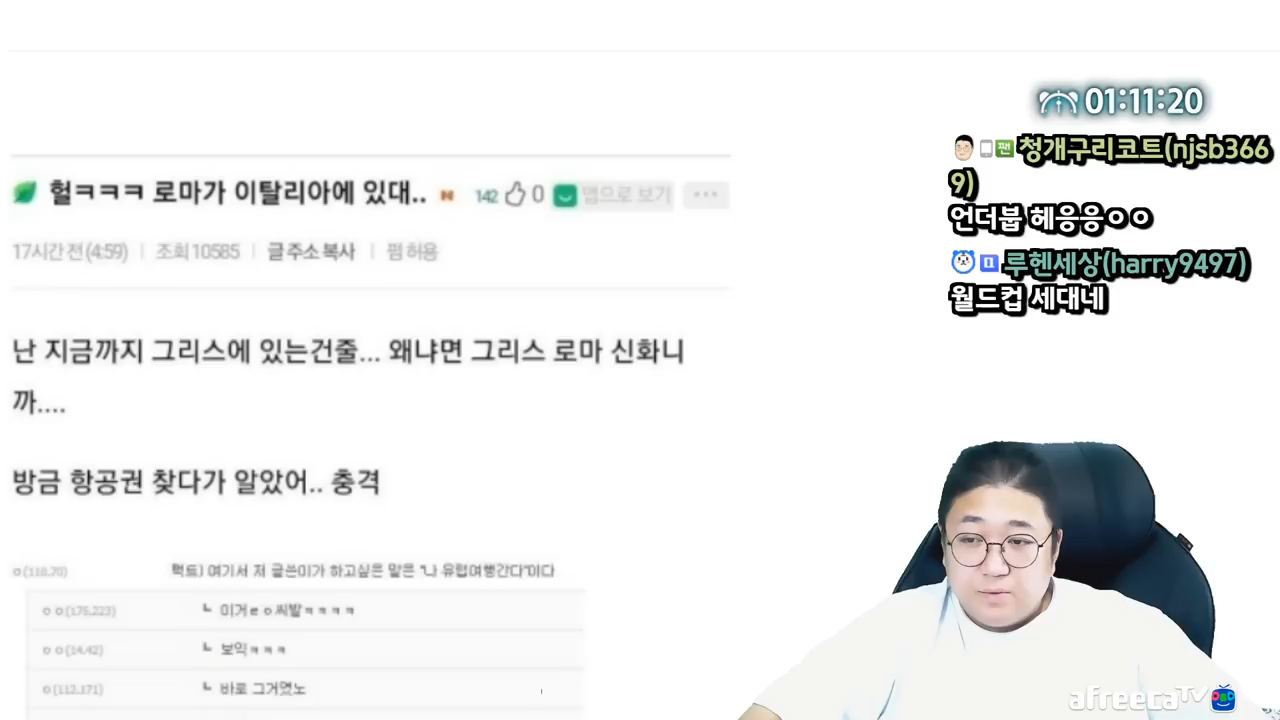 01:11:20
팬 청개구리코트(njsb366
9)
언더붑 헤응응ㅇㅇ
루헨세상(harry9497)
월드컵 세대네
헐ㅋㅋㅋ 로마가 이탈리아에 있대.. N 142 0 앱으로 보기 ···
17시간 전 (4:59) | 조회 10585 | 글 주소 복사 | 펌 허용
난 지금까지 그리스에 있는건줄... 왜냐면 그리스 로마 신화니
까....
방금 항공권 찾다가 알았어.. 충격
ㅇ(118.70) 팩트) 여기서 저 글쓴이가 하고싶은 말은 "나 유럽여행간다"이다
ㅇㅇ(175.223) ㄴ 이거ㄹㅇ씨발ㅋㅋㅋㅋ
ㅇㅇ(14.42) ㄴ 보익ㅋㅋㅋ
ㅇ(112.171) ㄴ 바로 그거였노
afreecaTV